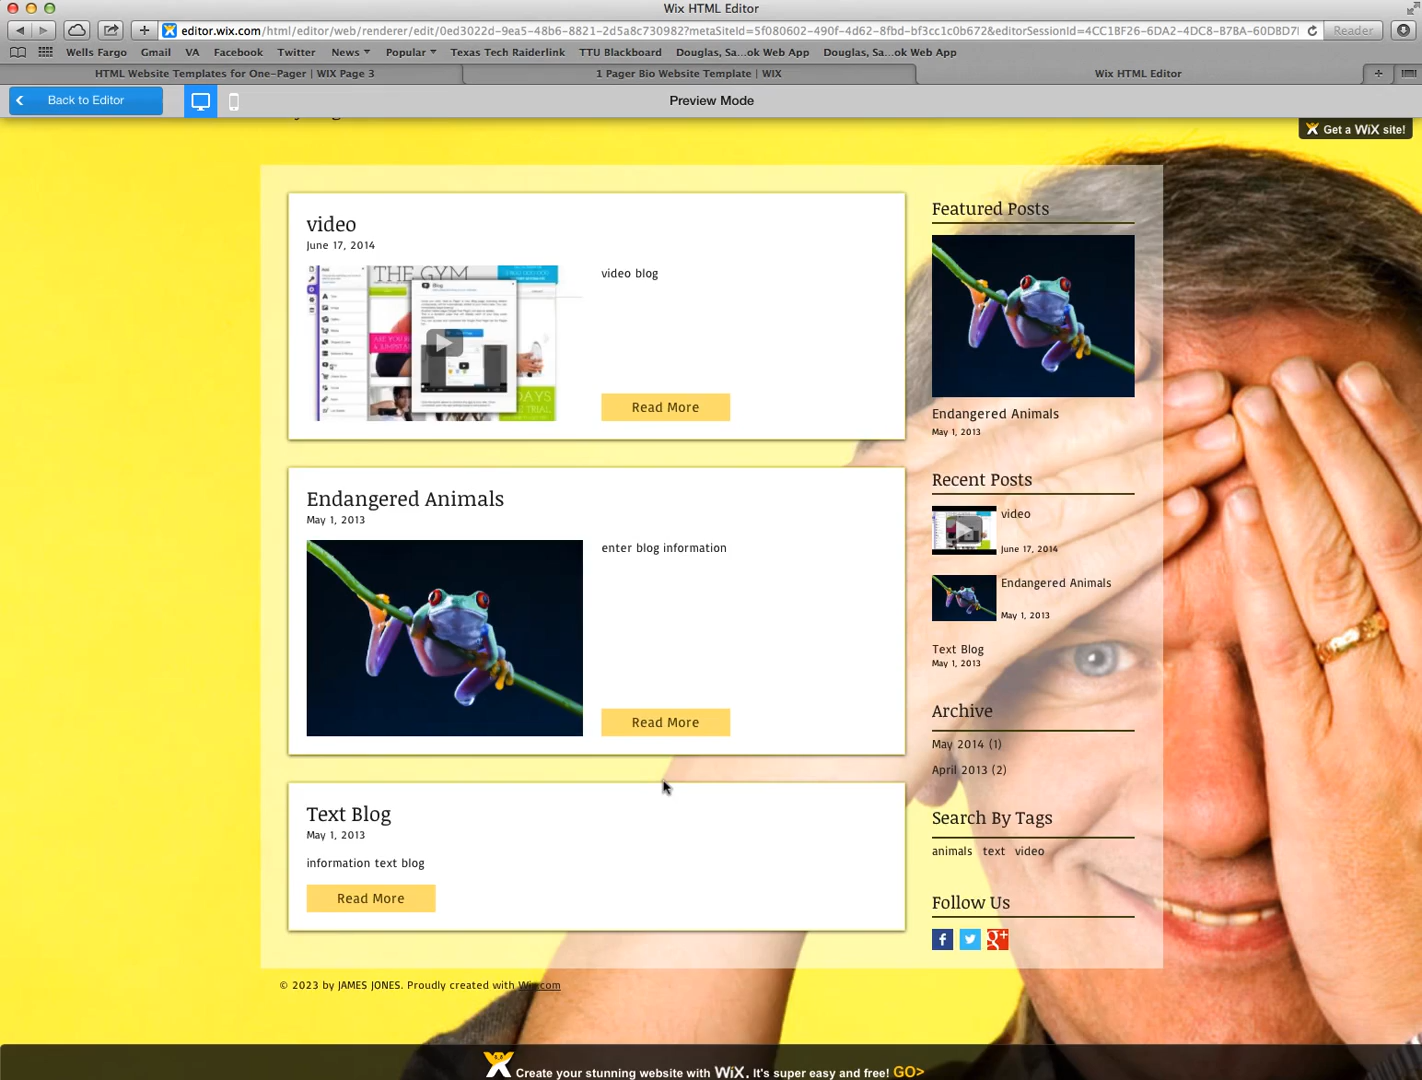 Wix HTML Editor
editor.wix.com/html/editor/web/renderer/edit/0ed3022d-9ea5-48b6-8821-2d5a8c730982?metaSiteId=5f080602-490f-4d62-8fbd-bf3cc1c0b672&editorSessionId=4CC1BF26-6DA2-4DC8-B7BA-60DBD7
Reader
Wells Fargo Gmail VA Facebook Twitter News Popular Texas Tech Raiderlink TTU Blackboard Douglas, Sa...ok Web App Douglas, Sa...ok Web App
HTML Website Templates for One-Pager | WIX Page 3
1 Pager Bio Website Template | WIX
Wix HTML Editor
Back to Editor
Preview Mode
Get a WiX site!
video
June 17, 2014
THE GYM
Blog
video blog
Read More
Endangered Animals
May 1, 2013
enter blog information
Read More
Text Blog
May 1, 2013
information text blog
Read More
Featured Posts
Endangered Animals
May 1, 2013
Recent Posts
video
June 17, 2014
Endangered Animals
May 1, 2013
Text Blog
May 1, 2013
Archive
May 2014 (1)
April 2013 (2)
Search By Tags
animals text video
Follow Us
© 2023 by JAMES JONES. Proudly created with Wix.com
Create your stunning website with WiX. It's super easy and free! GO>